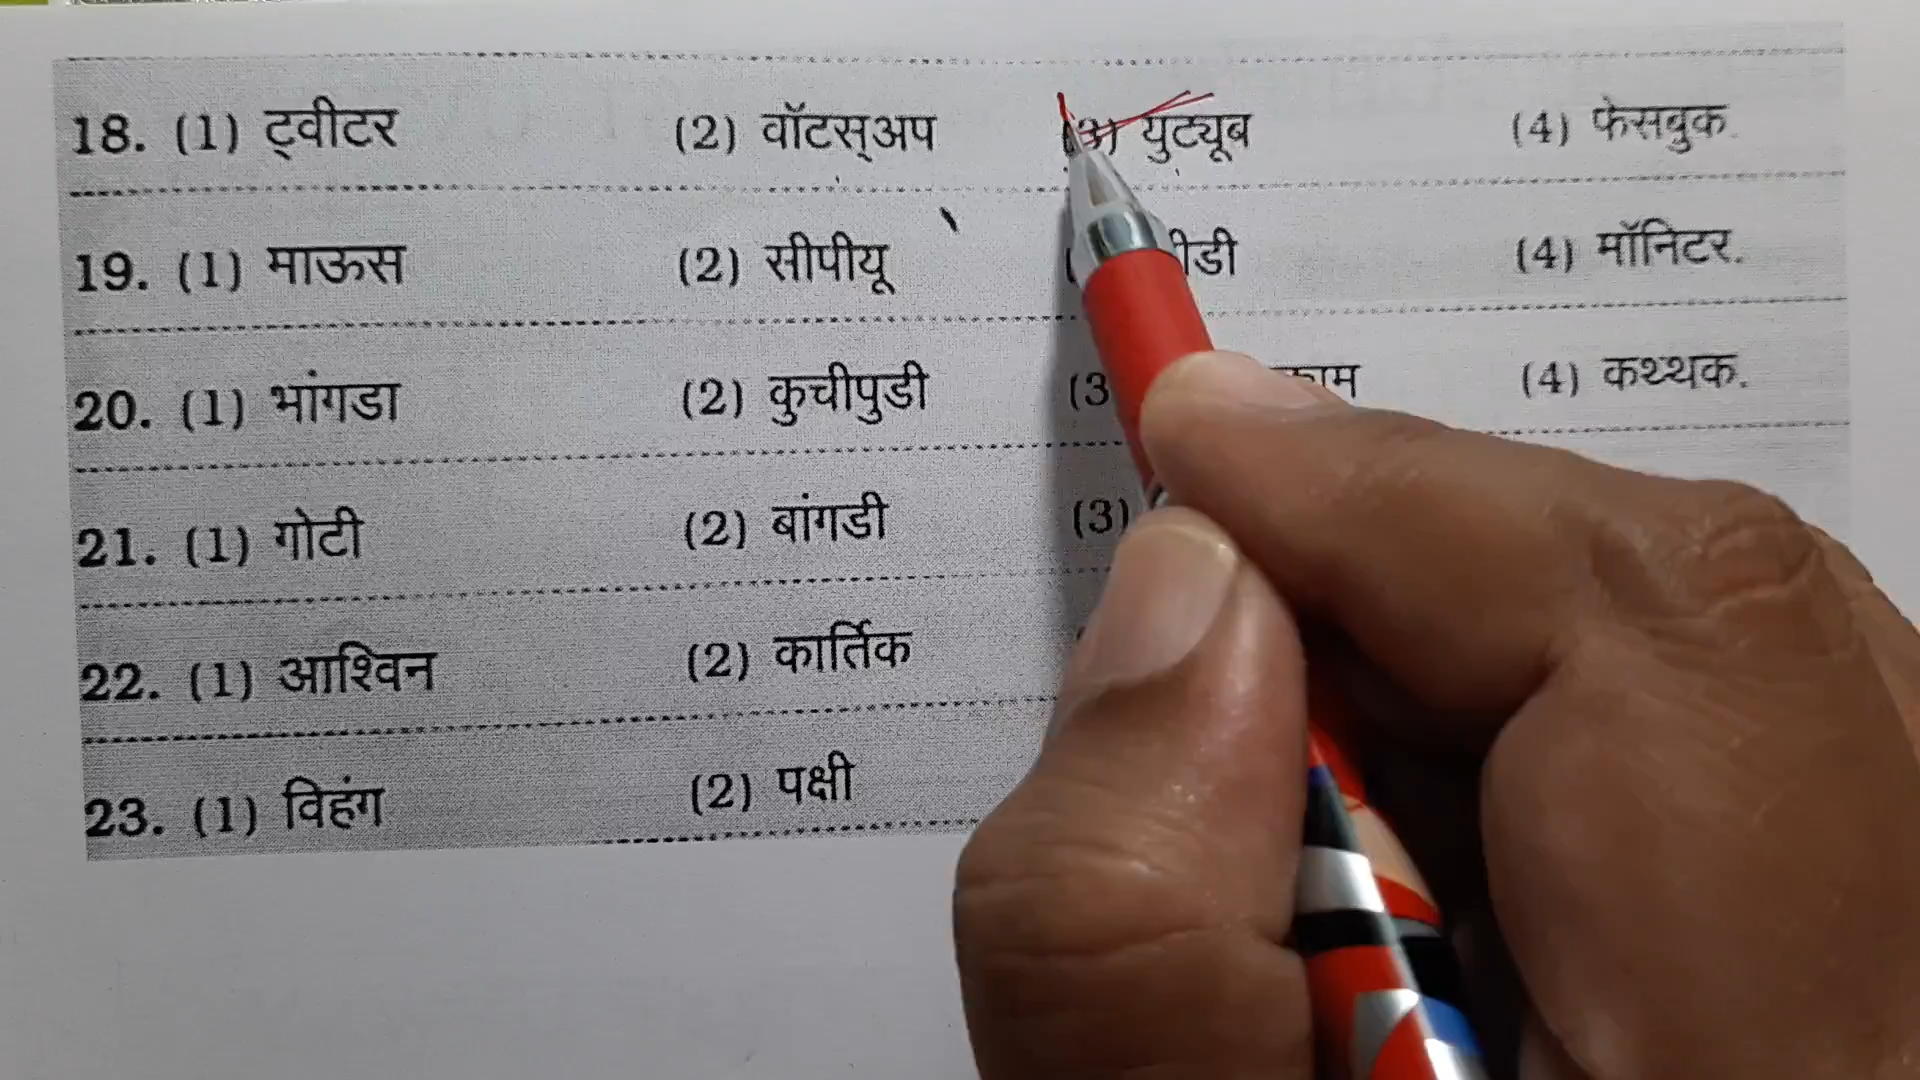 18. (1) ट्वीटर (2) वॉटस्अप (3) युट्यूब (4) फेसबुक.
19. (1) माऊस (2) सीपीयू (4) मॉनिटर.
20. (1) भांगडा (2) कुचीपुडी (3 (4) कथ्थक.
21. (1) गोटी (2) बांगडी (3)
22. (1) आश्विन (2) कार्तिक
23. (1) विहंग (2) पक्षी